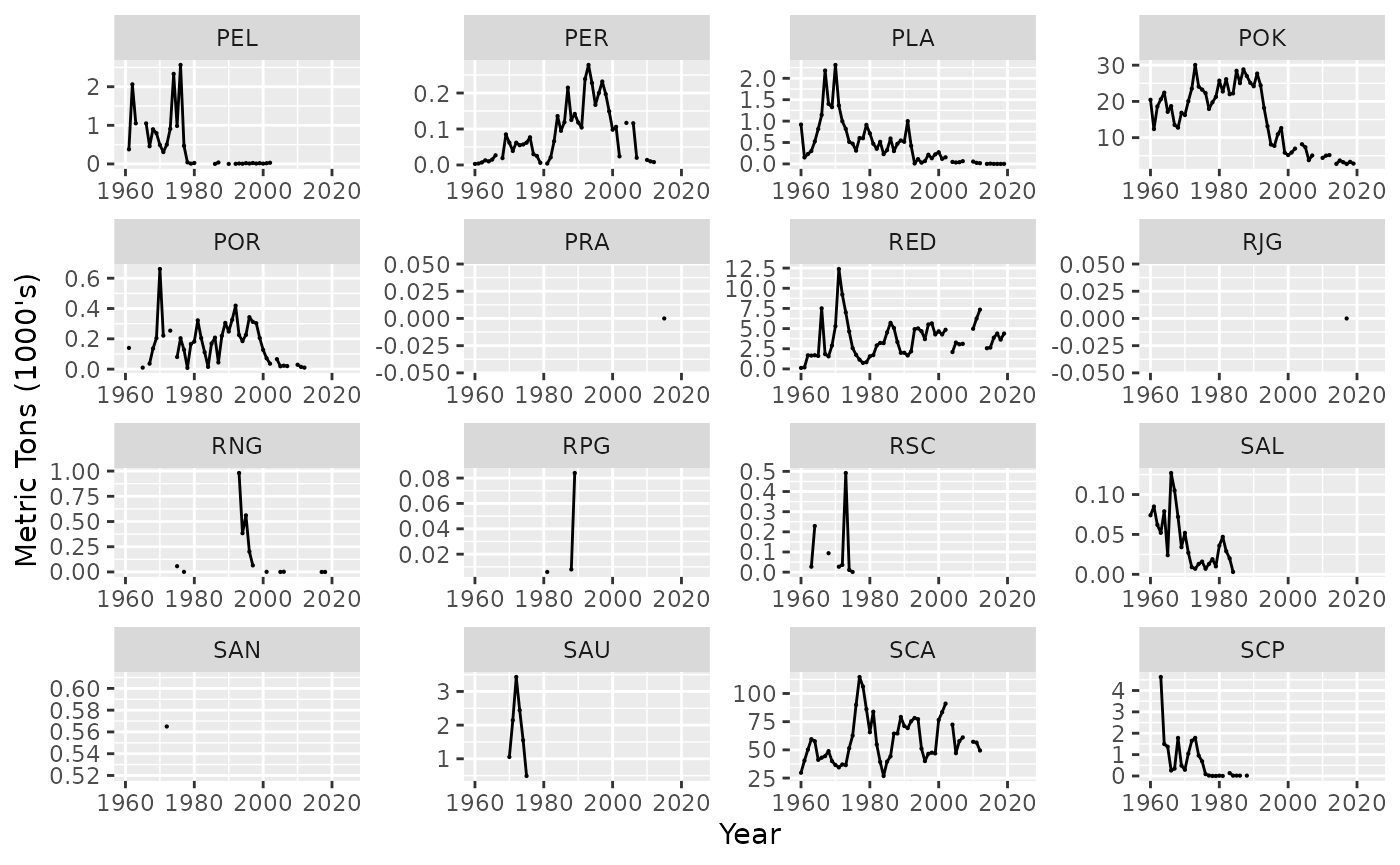 PEL PER PLA POK
2 0.2 2.0 30
1.5 20
1 0.1 1.0
0.5 10
0 0.0 0.0
1960 1980 2000 2020 1960 1980 2000 2020 1960 1980 2000 2020 1960 1980 2000 2020
POR PRA RED RJG
0.6 0.050 12.5 0.050
0.4 0.025 10.0 0.025
7.5
0.2 0.000 5.0 0.000
-0.025 2.5 -0.025
0.0 -0.050 0.0 -0.050
1960 1980 2000 2020 1960 1980 2000 2020 1960 1980 2000 2020 1960 1980 2000 2020
Metric Tons (1000's)
RNG RPG RSC SAL
1.00 0.08 0.5 0.10
0.75 0.06 0.4
0.50 0.04 0.3 0.05
0.25 0.02 0.2
0.1
0.00 0.0 0.00
1960 1980 2000 2020 1960 1980 2000 2020 1960 1980 2000 2020 1960 1980 2000 2020
SAN SAU SCA SCP
0.60 3 100 4
0.58 75 3
0.56 2 50 2
0.54 1 1
0.52 25 0
1960 1980 2000 2020 1960 1980 2000 2020 1960 1980 2000 2020 1960 1980 2000 2020
Year